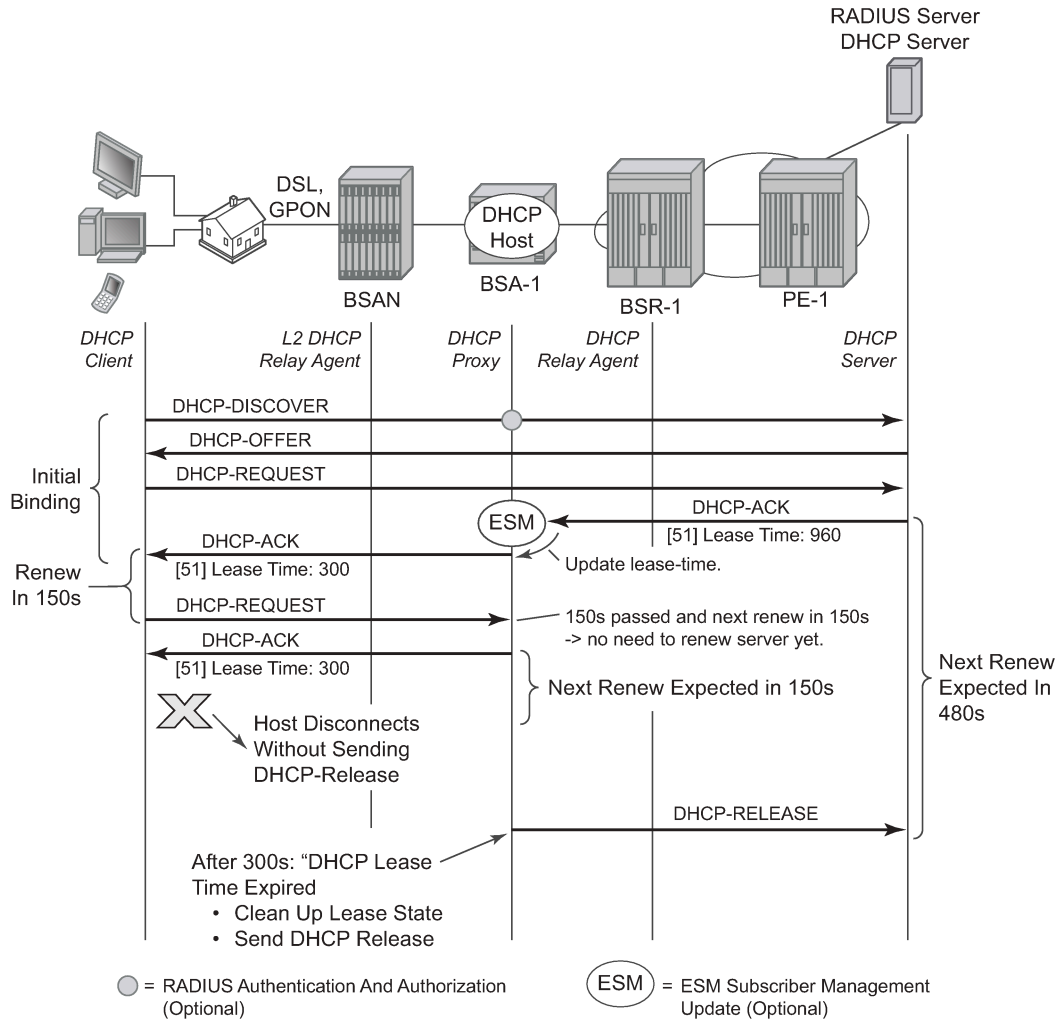 RADIUS Server
DHCP Server
DSL,
GPON
DHCP
Host
BSAN
BSA-1
BSR-1
PE-1
DHCP
Client
L2 DHCP
Relay Agent
DHCP
Proxy
DHCP
Relay Agent
DHCP
Server
DHCP-DISCOVER
DHCP-OFFER
DHCP-REQUEST
Initial
Binding
DHCP-ACK
[51] Lease Time: 960
ESM
Update lease-time.
DHCP-ACK
[51] Lease Time: 300
Renew
In 150s
DHCP-REQUEST
150s passed and next renew in 150s
-> no need to renew server yet.
DHCP-ACK
[51] Lease Time: 300
Next Renew Expected in 150s
Next Renew
Expected In
480s
Host Disconnects
Without Sending
DHCP-Release
DHCP-RELEASE
After 300s: “DHCP Lease
Time Expired
• Clean Up Lease State
• Send DHCP Release
= RADIUS Authentication And Authorization
(Optional)
ESM = ESM Subscriber Management
Update (Optional)